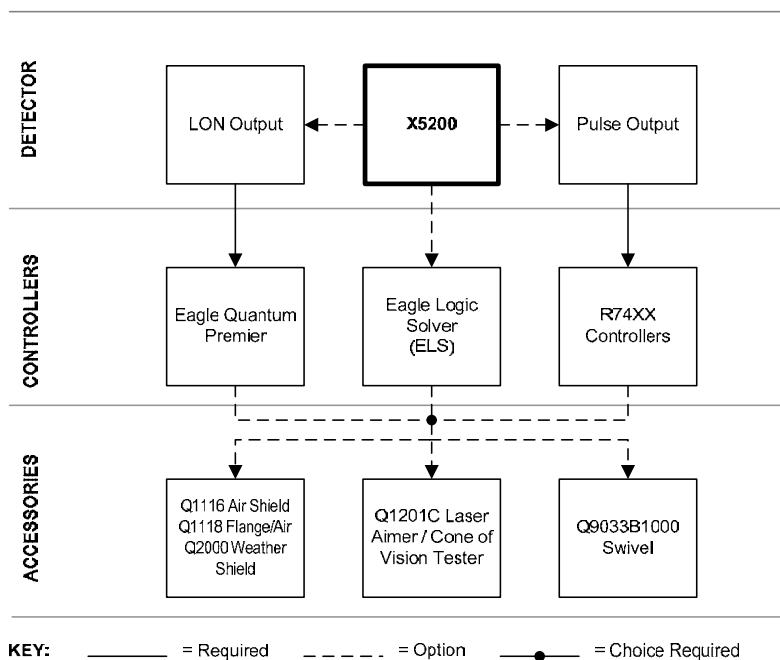 DETECTOR
LON Output
X5200
Pulse Output
CONTROLLERS
Eagle Quantum
Premier
Eagle Logic
Solver
(ELS)
R74XX
Controllers
ACCESSORIES
Q1116 Air Shield
Q1118 Flange/Air
Q2000 Weather
Shield
Q1201C Laser
Aimer / Cone of
Vision Tester
Q9033B1000
Swivel
KEY: = Required = Option = Choice Required